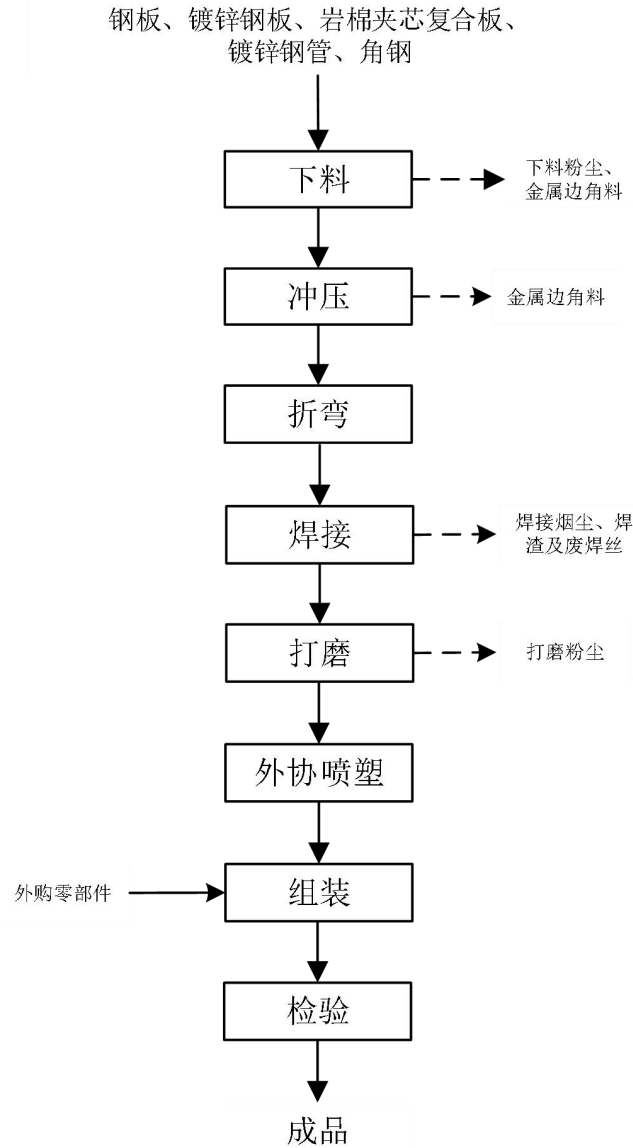 钢板、镀锌钢板、岩棉夹芯复合板、
镀锌钢管、角钢
下料
下料粉尘、
金属边角料
冲压
金属边角料
折弯
焊接
焊接烟尘、焊
渣及废焊丝
打磨
打磨粉尘
外协喷塑
外购零部件
组装
检验
成品